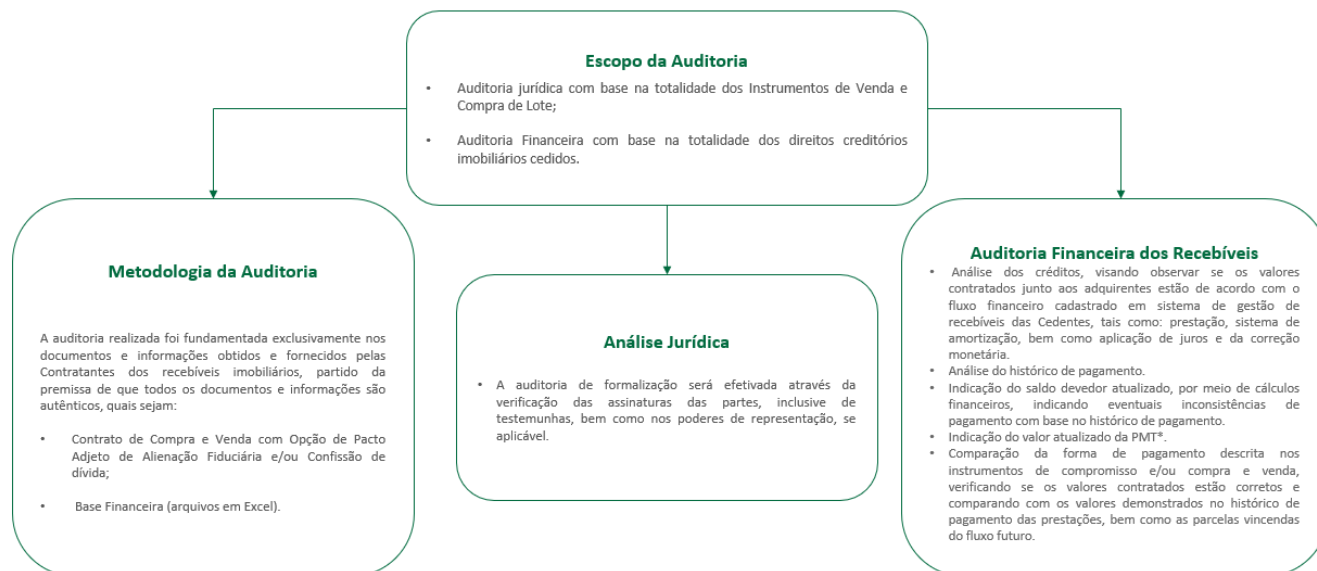 Escopo da Auditoria
• Auditoria jurídica com base na totalidade dos Instrumentos de Venda e
Compra de Lote;
• Auditoria Financeira com base na totalidade dos direitos creditórios
imobiliários cedidos.
Metodologia da Auditoria
A auditoria realizada foi fundamentada exclusivamente nos
documentos e informações obtidos e fornecidos pelas
Contratantes dos recebíveis imobiliários, partido da
premissa de que todos os documentos e informações são
autênticos, quais sejam:
• Contrato de Compra e Venda com Opção de Pacto
Adjeto de Alienação Fiduciária e/ou Confissão de
dívida;
• Base Financeira (arquivos em Excel).
Análise Jurídica
• A auditoria de formalização será efetivada através da
verificação das assinaturas das partes, inclusive de
testemunhas, bem como nos poderes de representação, se
aplicável.
Auditoria Financeira dos Recebíveis
• Análise dos créditos, visando observar se os valores
contratados junto aos adquirentes estão de acordo com o
fluxo financeiro cadastrado em sistema de gestão de
recebíveis das Cedentes, tais como: prestação, sistema de
amortização, bem como aplicação de juros e da correção
monetária.
• Análise do histórico de pagamento.
• Indicação do saldo devedor atualizado, por meio de cálculos
financeiros, indicando eventuais inconsistências de
pagamento com base no histórico de pagamento.
• Indicação do valor atualizado da PMT*.
• Comparação da forma de pagamento descrita nos
instrumentos de compromisso e/ou compra e venda,
verificando se os valores contratados estão corretos e
comparando com os valores demonstrados no histórico de
pagamento das prestações, bem como as parcelas vincendas
do fluxo futuro.